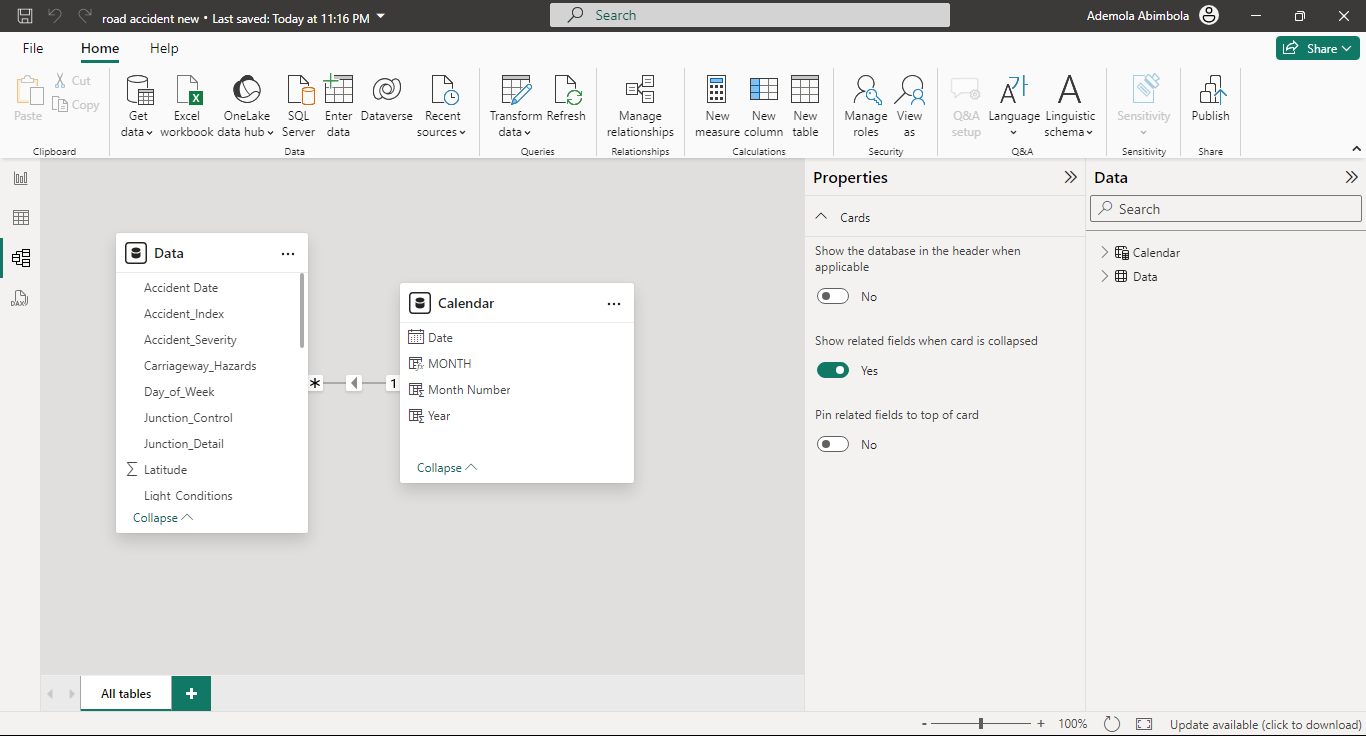 road accident new • Last saved: Today at 11:16 PM
Search
Ademola Abimbola
File
Home
Help
Share
Paste
Cut
Copy
Clipboard
Get data
Excel workbook
OneLake data hub
SQL Server
Enter data
Dataverse
Recent sources
Data
Transform data
Refresh
Queries
Manage relationships
Relationships
New measure
New column
New table
Calculations
Manage roles
View as
Security
Q&A setup
Language
Linguistic schema
Q&A
Sensitivity
Sensitivity
Publish
Share
DAX
Data
Accident Date
Accident_Index
Accident_Severity
Carriageway_Hazards
Day_of_Week
Junction_Control
Junction_Detail
Latitude
Light_Conditions
Collapse
*
1
Calendar
Date
MONTH
Month Number
Year
Collapse
Properties
Cards
Show the database in the header when
applicable
No
Show related fields when card is collapsed
Yes
Pin related fields to top of card
No
Data
Search
Calendar
Data
All tables
+
- + 100%
Update available (click to download)